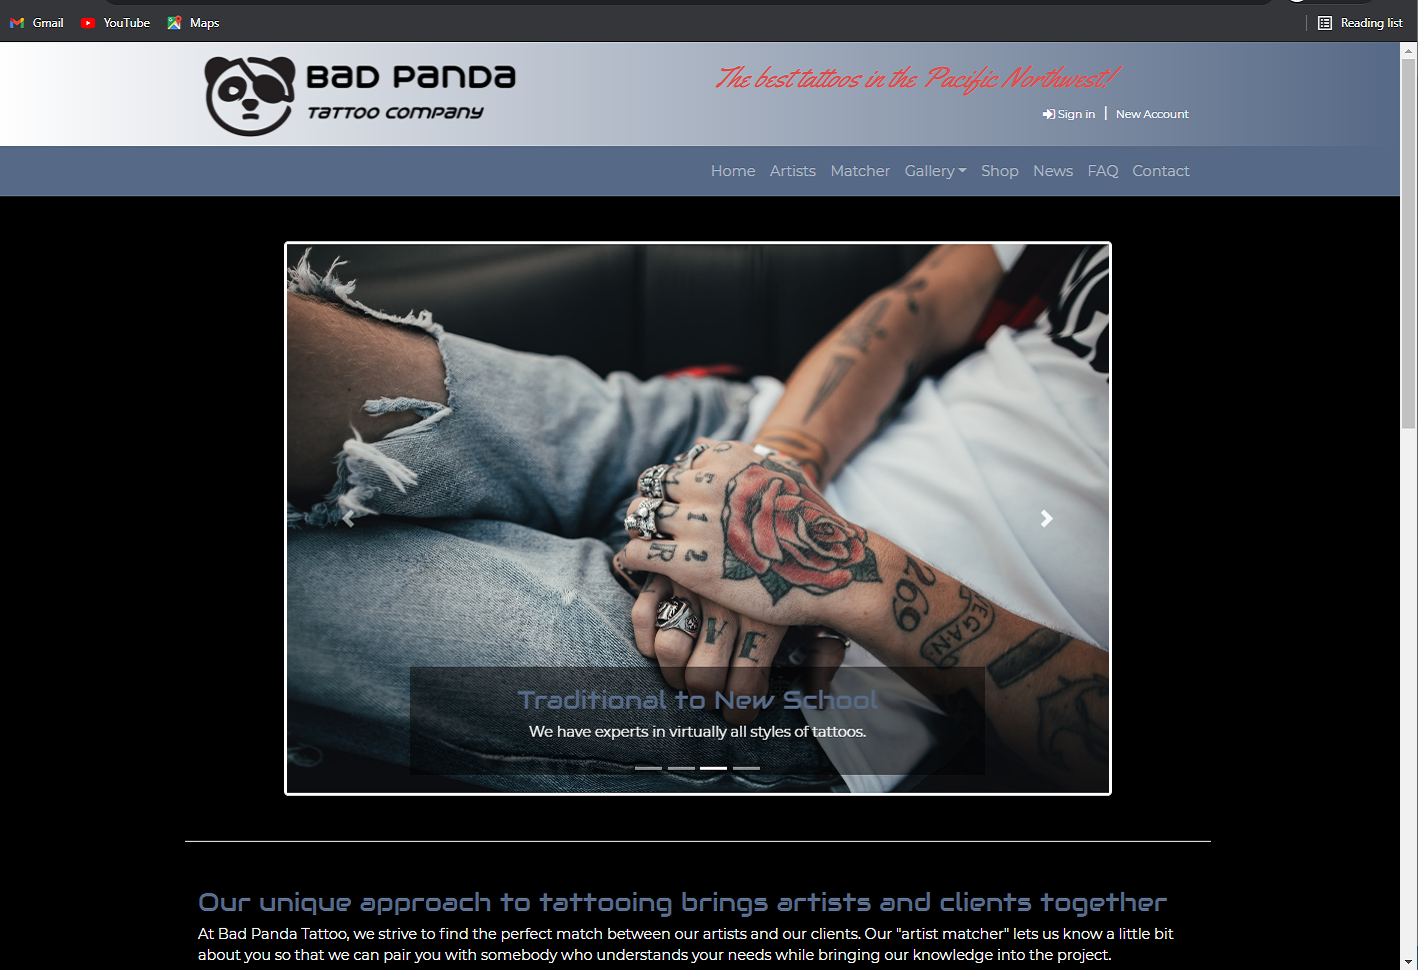 Gmail YouTube Maps Reading list
BaD PaNDa
TaTTOO COMPaNY
The best tattoos in the Pacific Northwest!
Sign in | New Account
Home Artists Matcher Gallery Shop News FAQ Contact
VE
269
VEGAN
Traditional to New School
We have experts in virtually all styles of tattoos.
Our unique approach to tattooing brings artists and clients together
At Bad Panda Tattoo, we strive to find the perfect match between our artists and our clients. Our "artist matcher" lets us know a little bit
about you so that we can pair you with somebody who understands your needs while bringing our knowledge into the project.